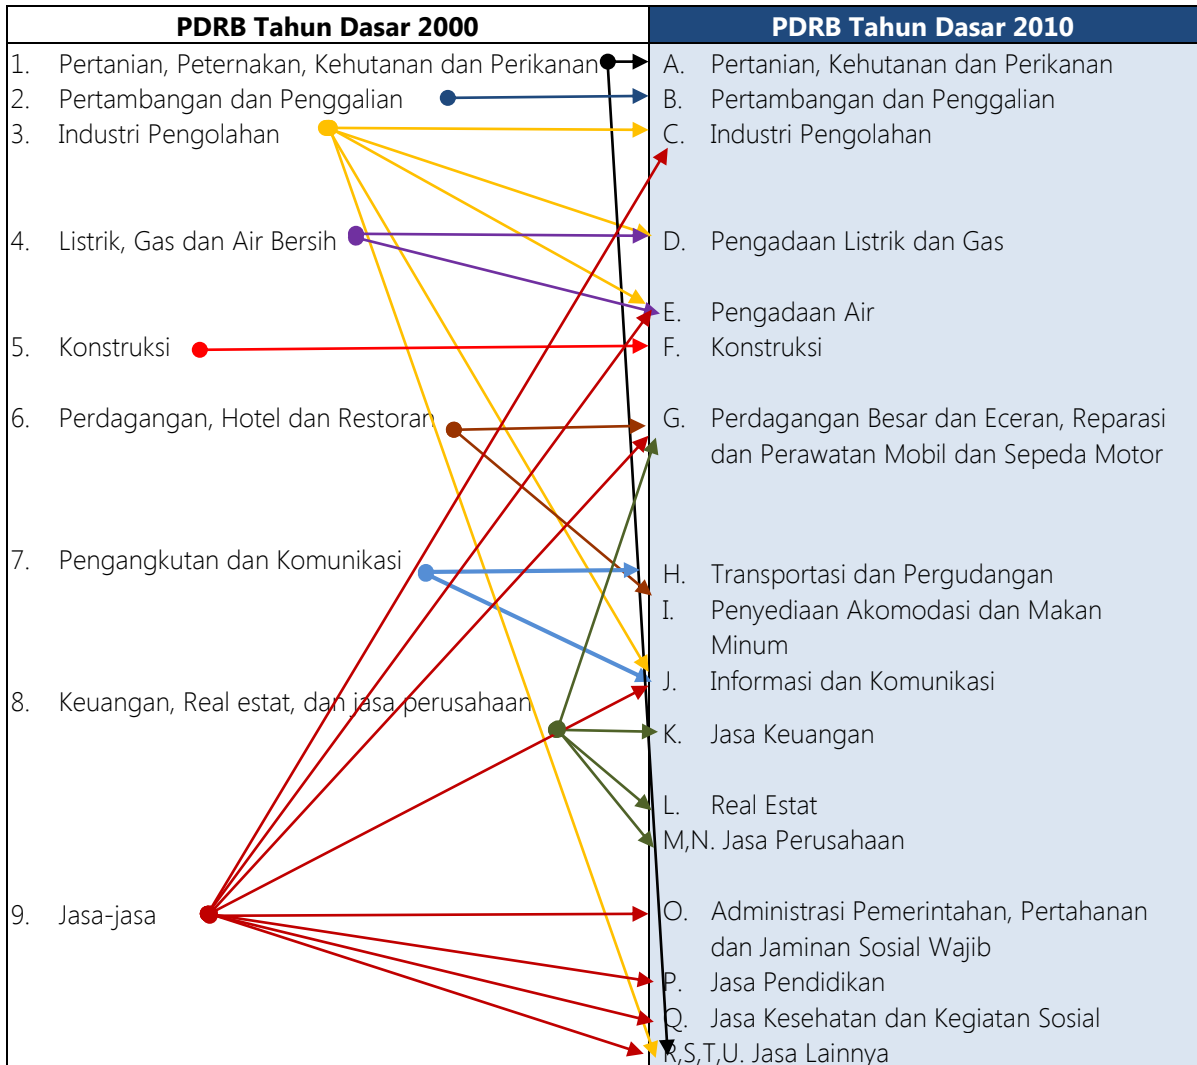 PDRB Tahun Dasar 2000
PDRB Tahun Dasar 2010
1. Pertanian, Peternakan, Kehutanan dan Perikanan
2. Pertambangan dan Penggalian
3. Industri Pengolahan
4. Listrik, Gas dan Air Bersih
5. Konstruksi
6. Perdagangan, Hotel dan Restoran
7. Pengangkutan dan Komunikasi
8. Keuangan, Real estat, dan jasa perusahaan
9. Jasa-jasa
A. Pertanian, Kehutanan dan Perikanan
B. Pertambangan dan Penggalian
C. Industri Pengolahan
D. Pengadaan Listrik dan Gas
E. Pengadaan Air
F. Konstruksi
G. Perdagangan Besar dan Eceran, Reparasi
dan Perawatan Mobil dan Sepeda Motor
H. Transportasi dan Pergudangan
I. Penyediaan Akomodasi dan Makan
Minum
J. Informasi dan Komunikasi
K. Jasa Keuangan
L. Real Estat
M,N. Jasa Perusahaan
O. Administrasi Pemerintahan, Pertahanan
dan Jaminan Sosial Wajib
P. Jasa Pendidikan
Q. Jasa Kesehatan dan Kegiatan Sosial
R,S,T,U. Jasa Lainnya